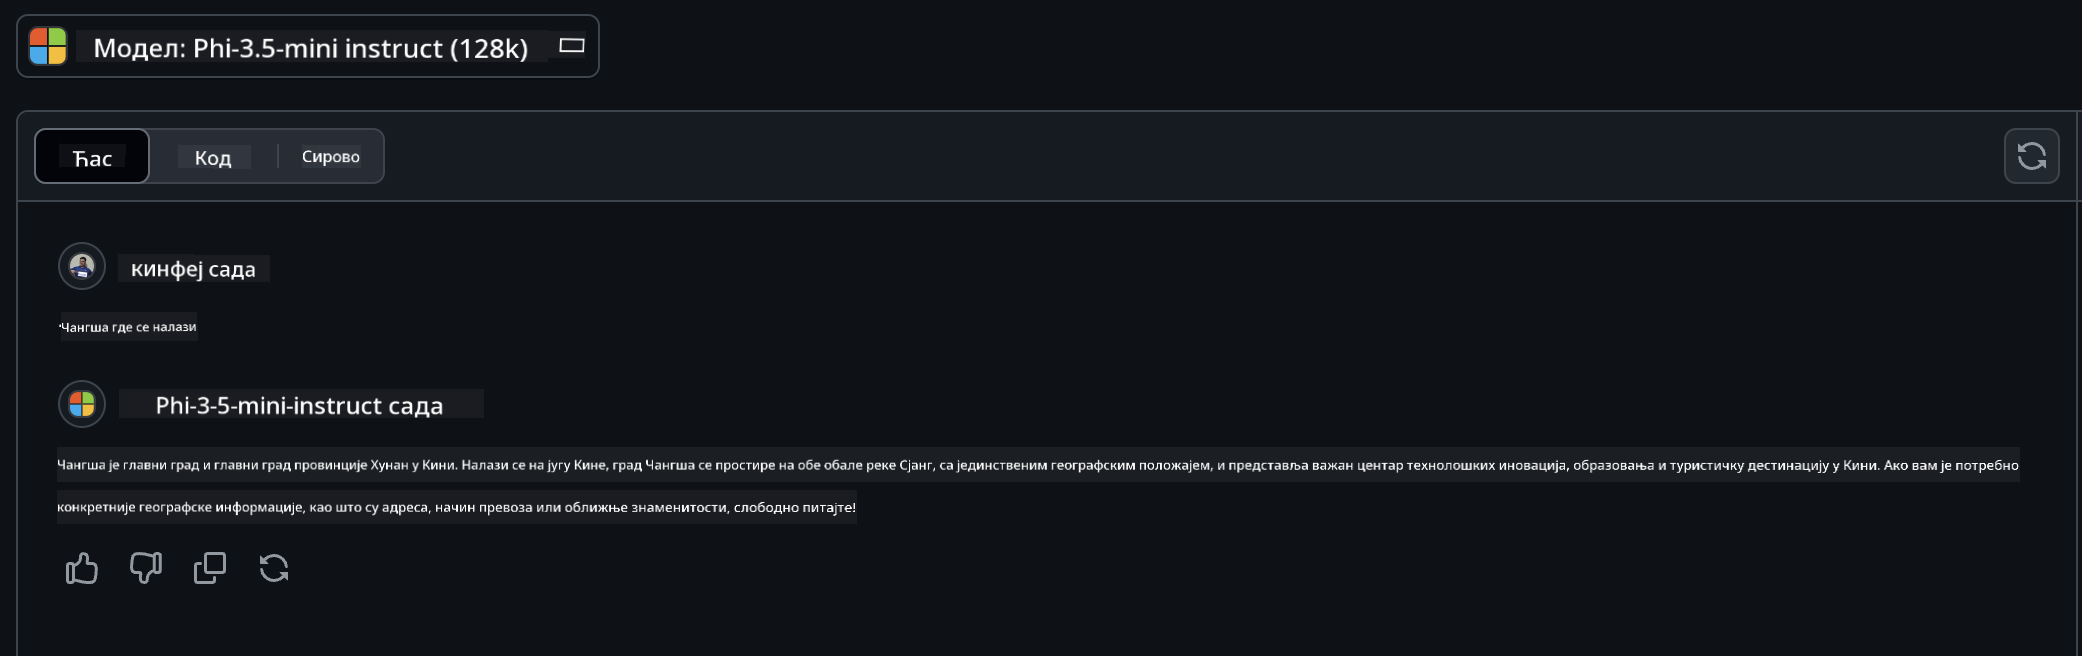 Модел: Phi-3.5-mini instruct (128k)
Ћас Код Сирово
кинфеј сада
Чангша где се налази
Phi-3-5-mini-instruct сада
Чангша је главни град и главни град провинције Хунан у Кини. Налази се на југу Кине, град Чангша се простире на обе обале реке Сјанг, са јединственим географским положајем, и представља важан центар технолошких иновација, образовања и туристичку дестинацију у Кини. Ако вам је потребно
конкретније географске информације, као што су адреса, начин превоза или оближње знаменитости, слободно питајте!